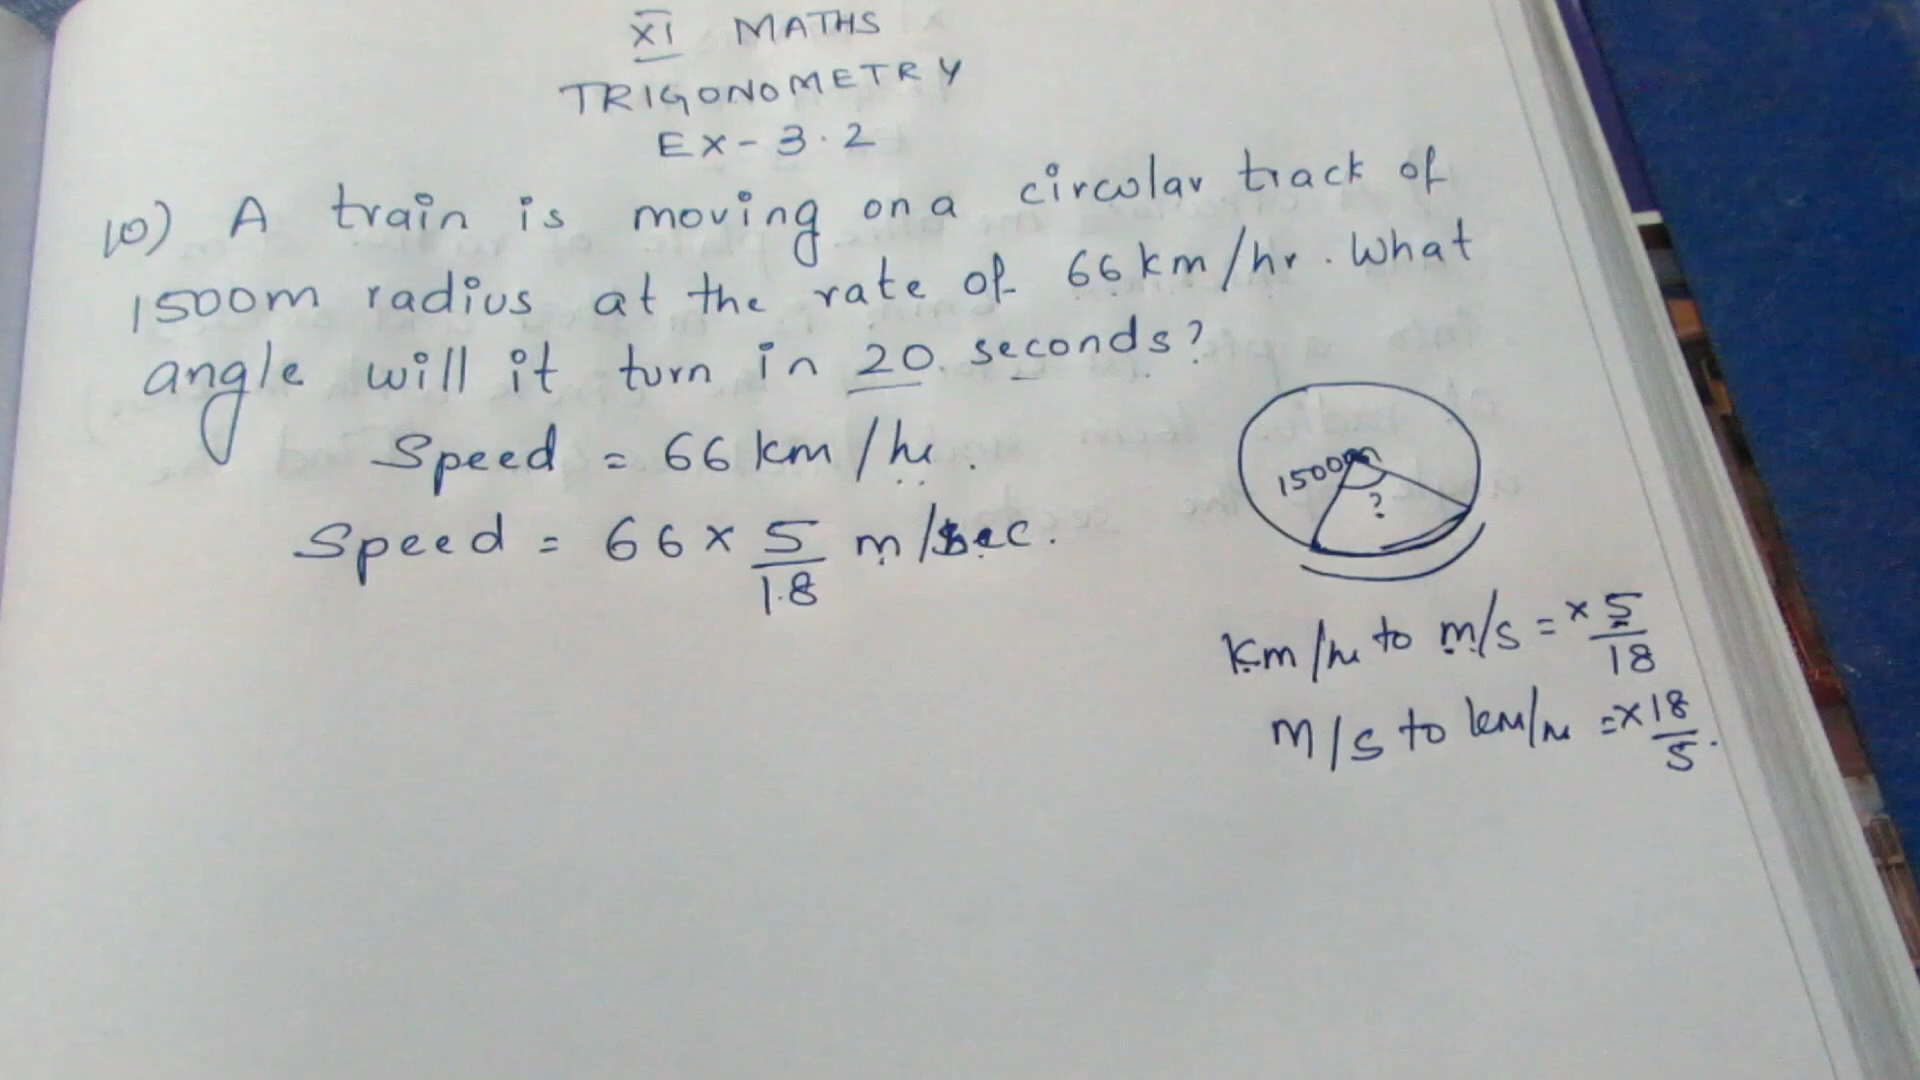 XI MATHS
TRIGONOMETRY
EX - 3.2
10) A train is moving on a circular track of
1500m radius at the rate of 66 km/hr. What
angle will it turn in 20 seconds?
Speed = 66 km/hr.
Speed = 66 × 5/18 m/sec.
1500m
?
km/hr to m/s = × 5/18
m/s to km/hr = × 18/5.